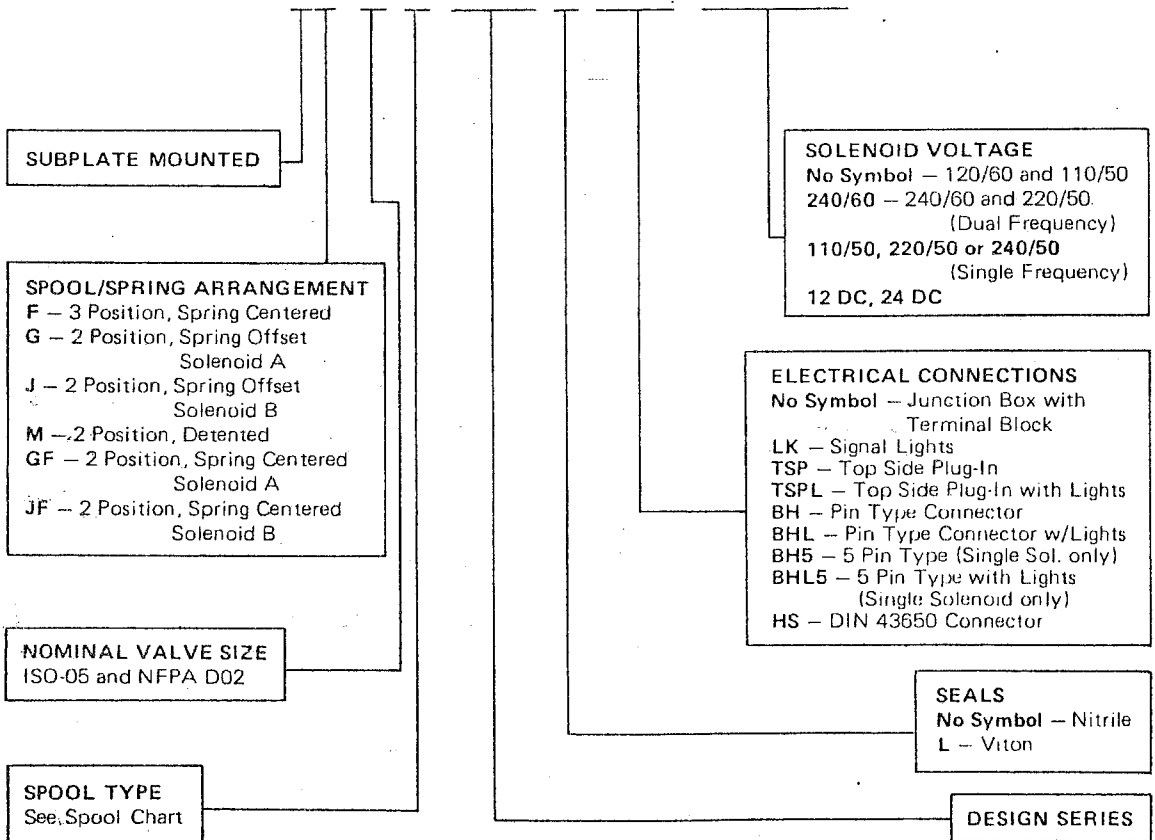 SUBPLATE MOUNTED
SPOOL/SPRING ARRANGEMENT
F – 3 Position, Spring Centered
G – 2 Position, Spring Offset
Solenoid A
J – 2 Position, Spring Offset
Solenoid B
M – 2 Position, Detented
GF – 2 Position, Spring Centered
Solenoid A
JF – 2 Position, Spring Centered
Solenoid B
NOMINAL VALVE SIZE
ISO-05 and NFPA D02
SPOOL TYPE
See Spool Chart
SOLENOID VOLTAGE
No Symbol – 120/60 and 110/50
240/60 – 240/60 and 220/50
(Dual Frequency)
110/50, 220/50 or 240/50
(Single Frequency)
12 DC, 24 DC
ELECTRICAL CONNECTIONS
No Symbol – Junction Box with
Terminal Block
LK – Signal Lights
TSP – Top Side Plug-In
TSPL – Top Side Plug-In with Lights
BH – Pin Type Connector
BHL – Pin Type Connector w/Lights
BH5 – 5 Pin Type (Single Sol. only)
BHL5 – 5 Pin Type with Lights
(Single Solenoid only)
HS – DIN 43650 Connector
SEALS
No Symbol – Nitrile
L – Viton
DESIGN SERIES